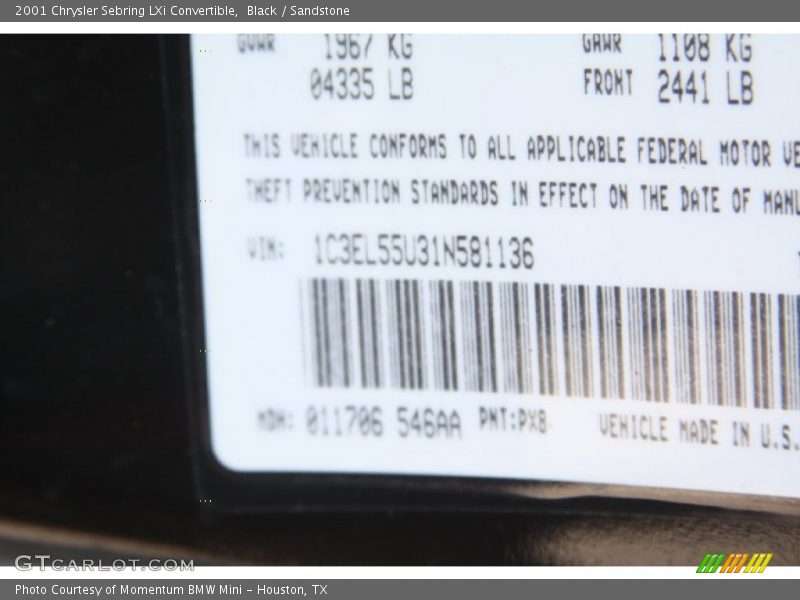 2001 Chrysler Sebring LXi Convertible, Black / Sandstone
GVWR 1967 KG GAWR 1108 KG
04335 LB FRONT 2441 LB
THIS VEHICLE CONFORMS TO ALL APPLICABLE FEDERAL MOTOR VE
THEFT PREVENTION STANDARDS IN EFFECT ON THE DATE OF MANU
VIN: 1C3EL55U31N581136
MDH: 011706 546AA PNT:PX8 VEHICLE MADE IN U.S.
GTCARLOT.COM
Photo Courtesy of Momentum BMW Mini - Houston, TX